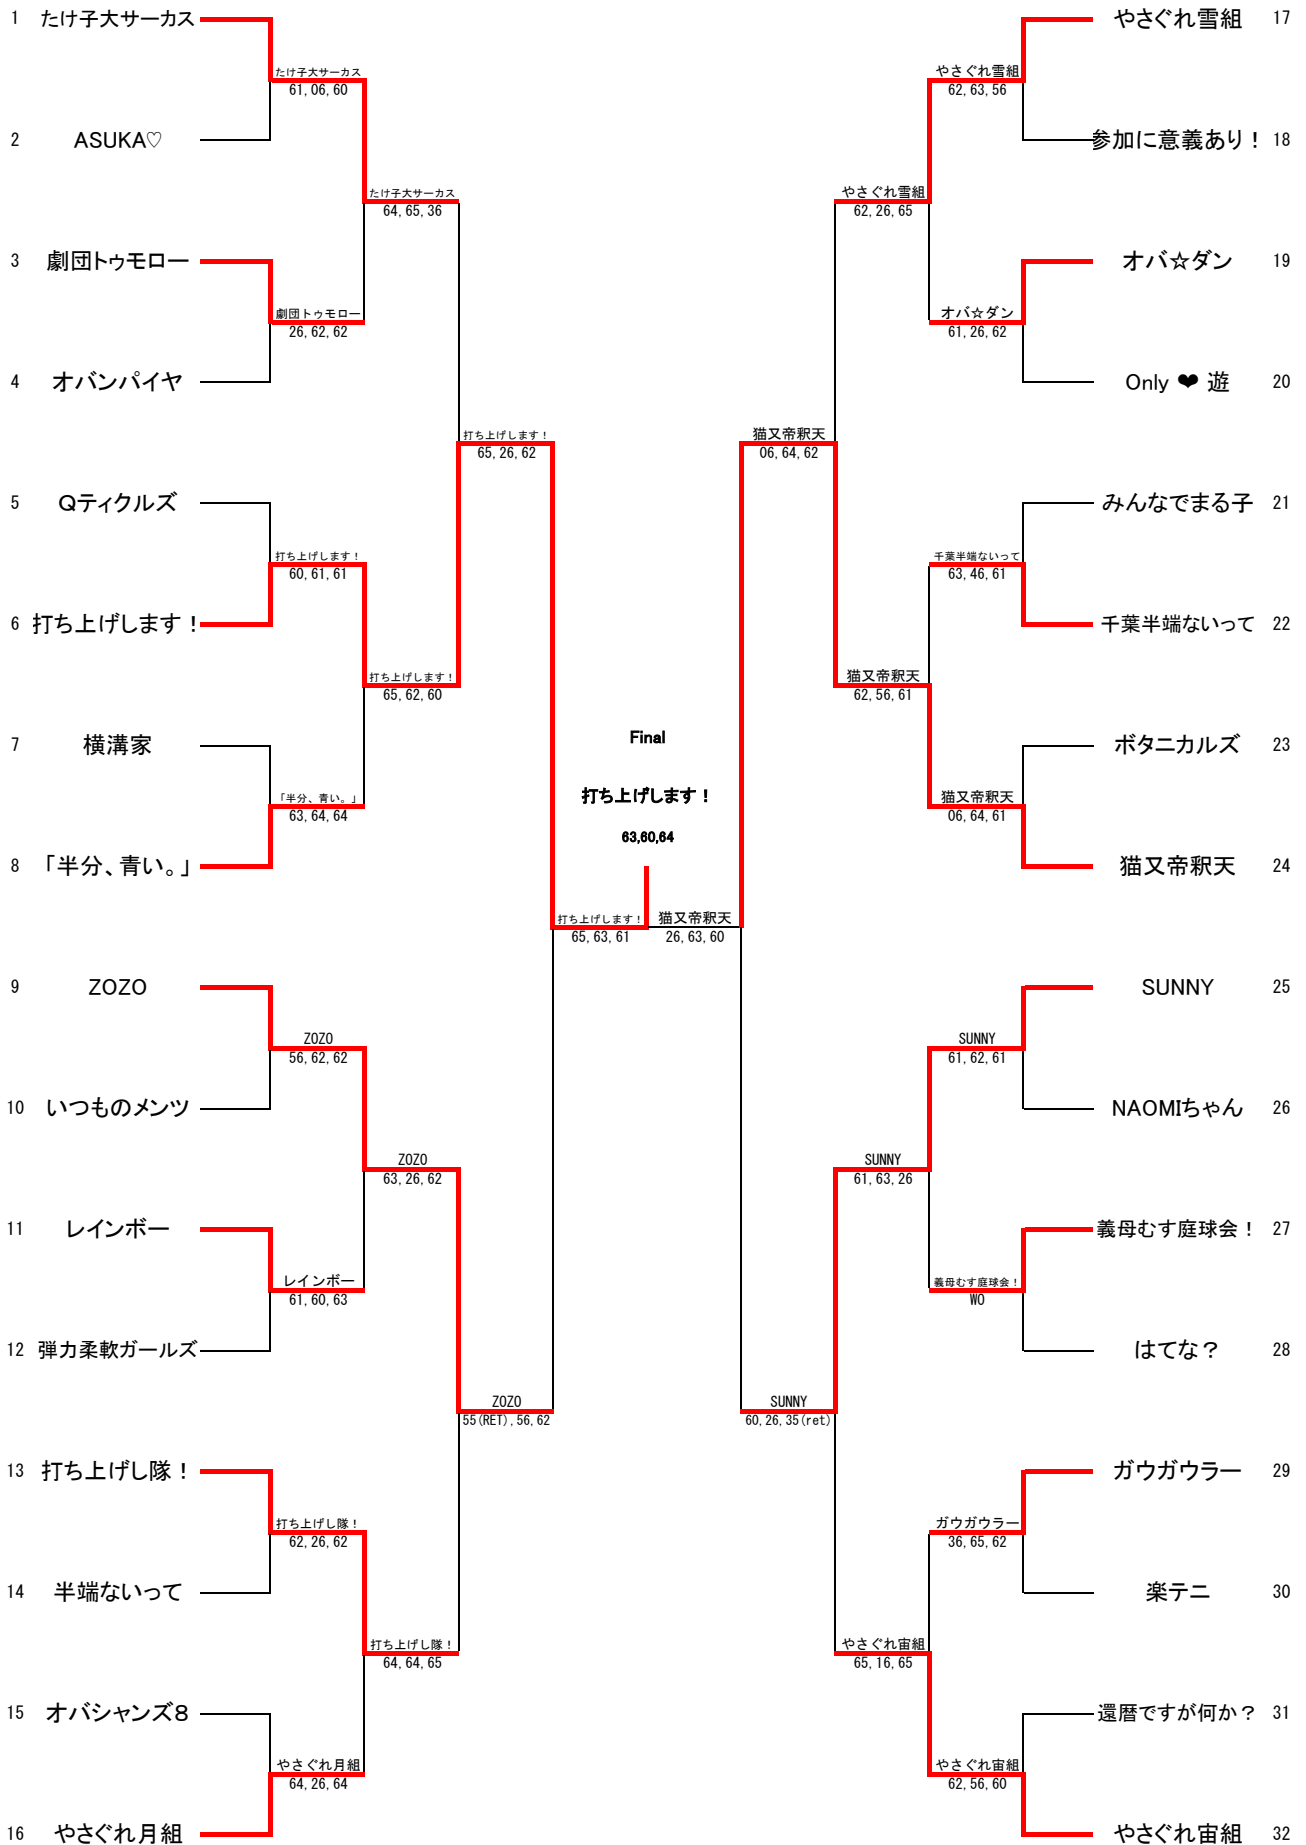 1 たけ子大サーカス
やさぐれ雪組 17
たけ子大サーカス
61, 06, 60
やさぐれ雪組
62, 63, 56
2 ASUKA♡
参加に意義あり！ 18
たけ子大サーカス
64, 65, 36
やさぐれ雪組
62, 26, 65
3 劇団トゥモロー
オバ☆ダン 19
劇団トゥモロー
26, 62, 62
オバ☆ダン
61, 26, 62
4 オバンパイヤ
Only ❤ 遊 20
打ち上げします！
65, 26, 62
猫又帝釈天
06, 64, 62
5 Qティクルズ
みんなでまる子 21
打ち上げします！
60, 61, 61
千葉半端ないって
63, 46, 61
6 打ち上げします！
千葉半端ないって 22
打ち上げします！
65, 62, 60
猫又帝釈天
62, 56, 61
7 横溝家
Final
ボタニカルズ 23
「半分、青い。」
63, 64, 64
打ち上げします！
63,60,64
猫又帝釈天
06, 64, 61
8 「半分、青い。」
猫又帝釈天 24
打ち上げします！
65, 63, 61
猫又帝釈天
26, 63, 60
9 ZOZO
SUNNY 25
ZOZO
56, 62, 62
SUNNY
61, 62, 61
10 いつものメンツ
NAOMIちゃん 26
ZOZO
63, 26, 62
SUNNY
61, 63, 26
11 レインボー
義母むす庭球会！ 27
レインボー
61, 60, 63
義母むす庭球会！
WO
12 弾力柔軟ガールズ
はてな？ 28
ZOZO
55(RET), 56, 62
SUNNY
60, 26, 35(ret)
13 打ち上げし隊！
ガウガウラー 29
打ち上げし隊！
62, 26, 62
ガウガウラー
36, 65, 62
14 半端ないって
楽テニ 30
打ち上げし隊！
64, 64, 65
やさぐれ宙組
65, 16, 65
15 オバシャンズ8
還暦ですが何か？ 31
やさぐれ月組
64, 26, 64
やさぐれ宙組
62, 56, 60
16 やさぐれ月組
やさぐれ宙組 32